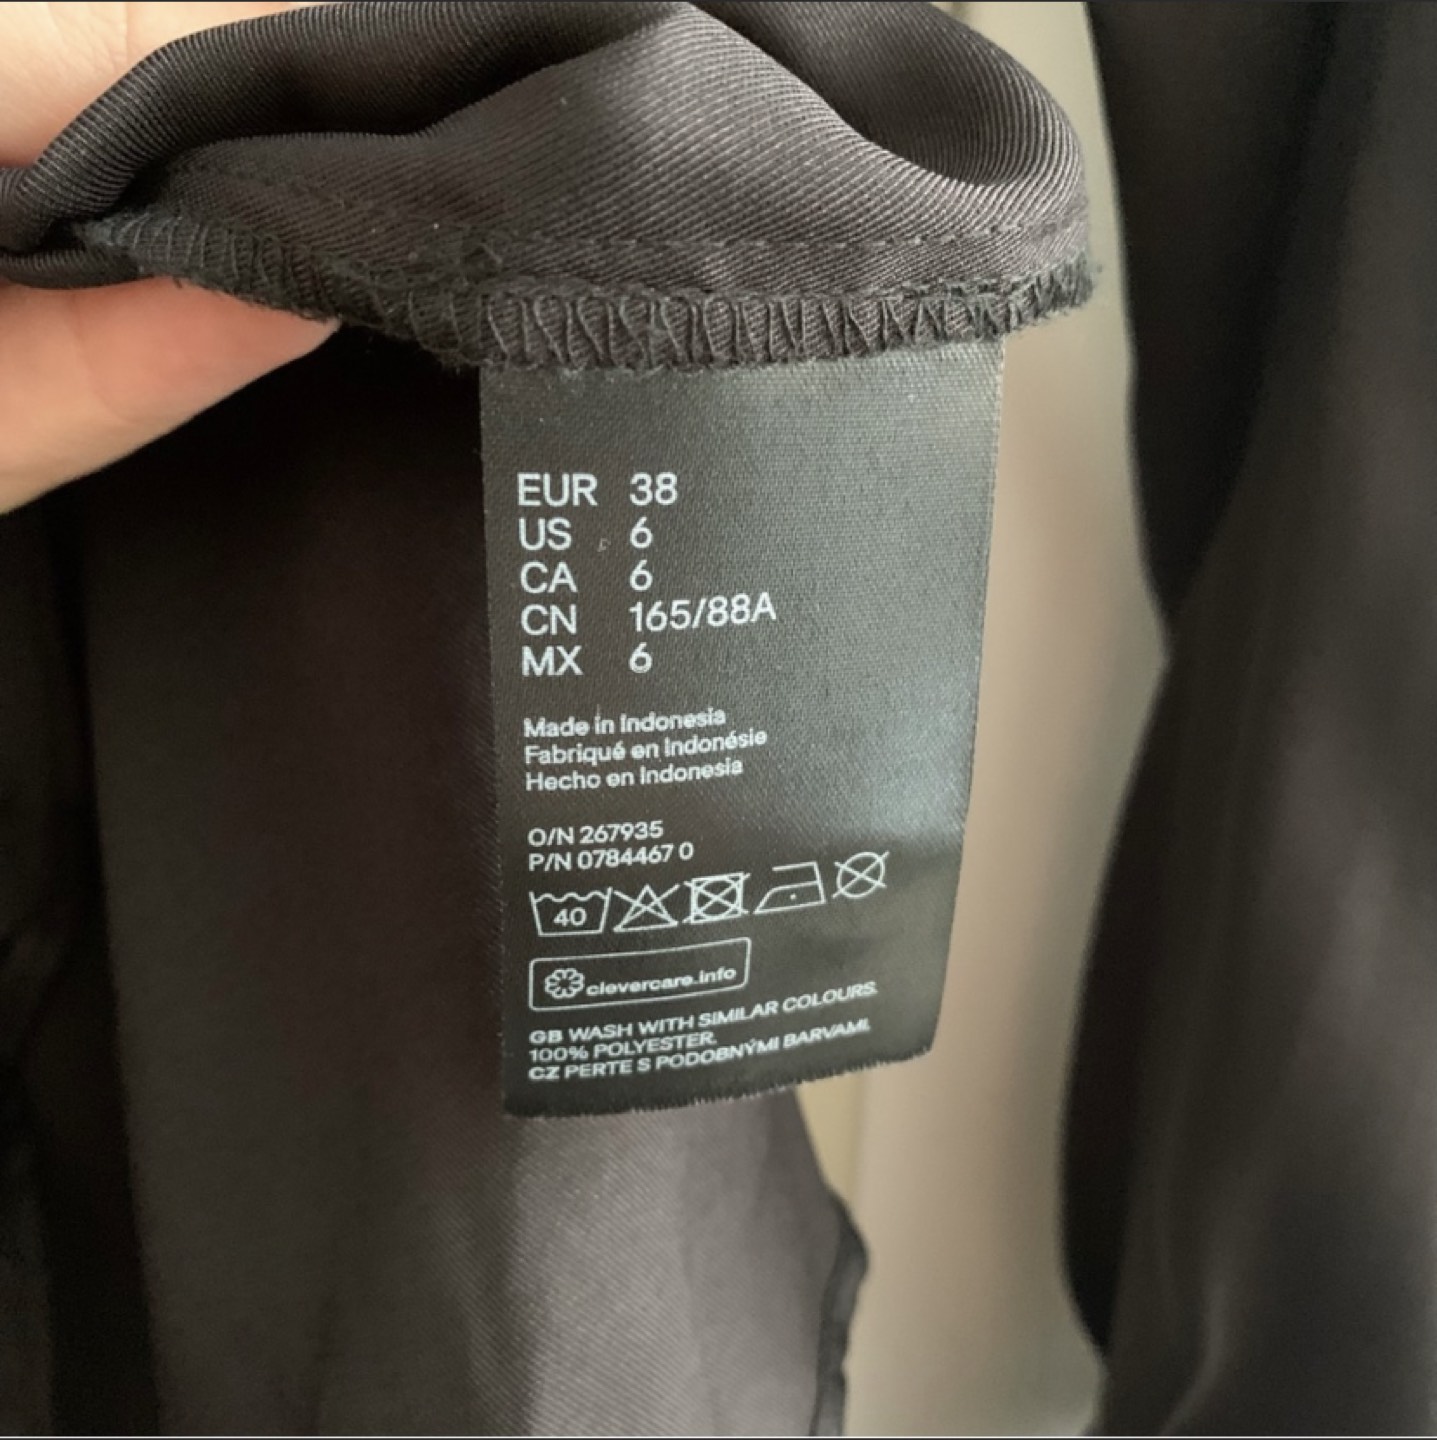 EUR 38
US 6
CA 6
CN 165/88A
MX 6
Made in Indonesia
Fabriqué en Indonésie
Hecho en Indonesia
O/N 267935
P/N 0784467 0
40
clevercare.info
GB WASH WITH SIMILAR COLOURS.
100% POLYESTER.
CZ PERTE S PODOBNÝMI BARVAMI.